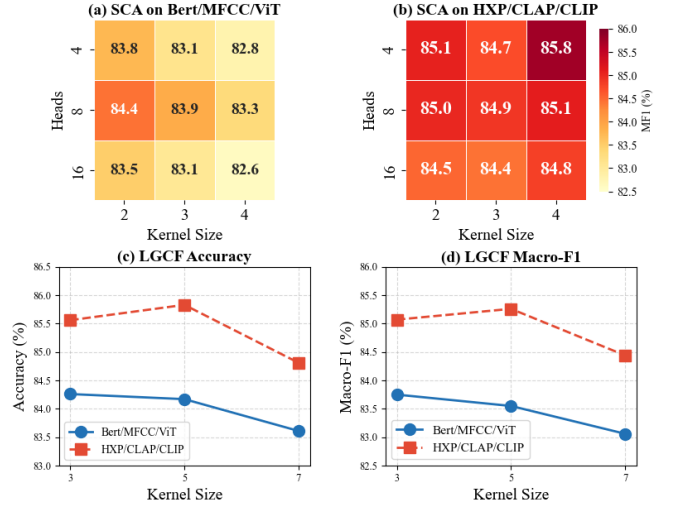 (a) SCA on Bert/MFCC/ViT
83.8 83.1 82.8
84.4 83.9 83.3
83.5 83.1 82.6
4
8
16
Heads
2 3 4
Kernel Size
(b) SCA on HXP/CLAP/CLIP
85.1 84.7 85.8
85.0 84.9 85.1
84.5 84.4 84.8
4
8
16
Heads
2 3 4
Kernel Size
86.0
85.5
85.0
84.5
84.0
83.5
83.0
82.5
MF1 (%)
(c) LGCF Accuracy
86.5
86.0
85.5
85.0
84.5
84.0
83.5
83.0
Accuracy (%)
Bert/MFCC/ViT
HXP/CLAP/CLIP
3 5 7
Kernel Size
(d) LGCF Macro-F1
86.0
85.5
85.0
84.5
84.0
83.5
83.0
82.5
Macro-F1 (%)
Bert/MFCC/ViT
HXP/CLAP/CLIP
3 5 7
Kernel Size